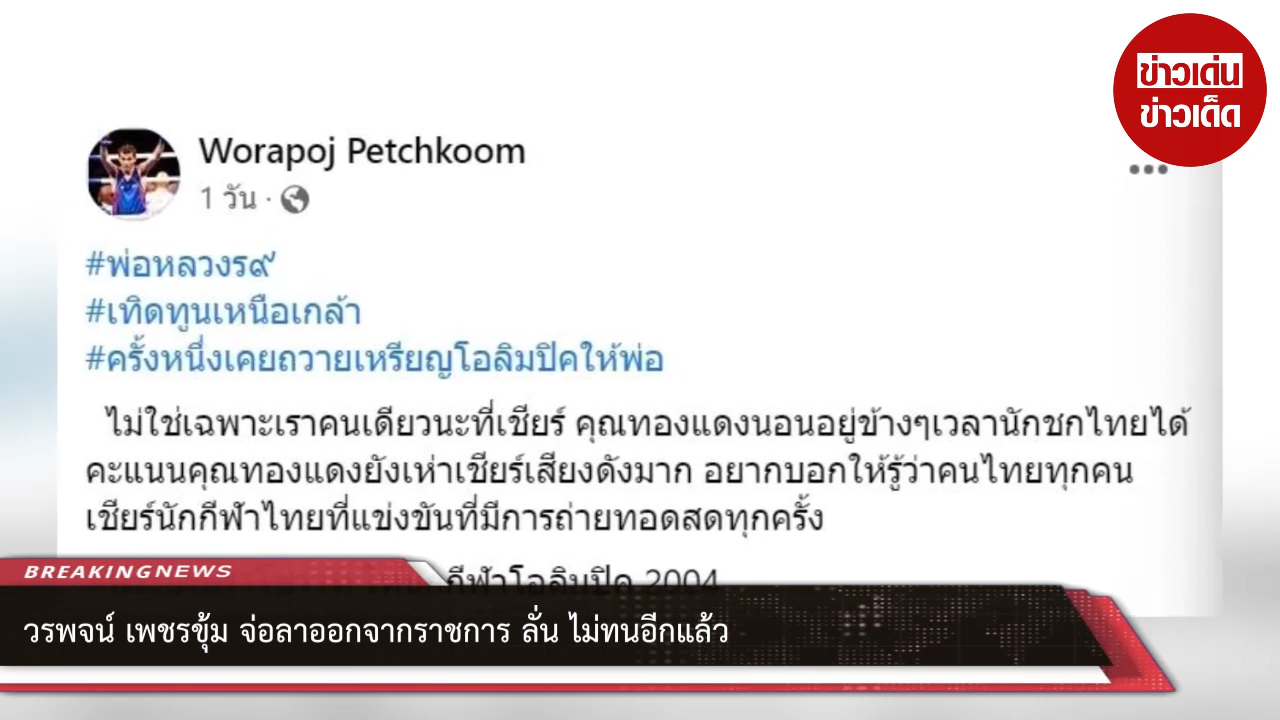 ข่าวเด่น
ข่าวเด็ด
Worapoj Petchkoom
1 วัน ·
#พ่อหลวงร๙
#เทิดทูนเหนือเกล้า
#ครั้งหนึ่งเคยถวายเหรียญโอลิมปิคให้พ่อ
ไม่ใช่เฉพาะเราคนเดียวนะที่เชียร์ คุณทองแดงนอนอยู่ข้างๆเวลานักชกไทยได้
คะแนนคุณทองแดงยังเห่าเชียร์เสียงดังมาก อยากบอกให้รู้ว่าคนไทยทุกคน
เชียร์นักกีฬาไทยที่แข่งขันที่มีการถ่ายทอดสดทุกครั้ง
กีฬาโอลิมปิค 2004
BREAKINGNEWS
วรพจน์ เพชรขุ้ม จ่อลาออกจากราชการ ลั่น ไม่ทนอีกแล้ว